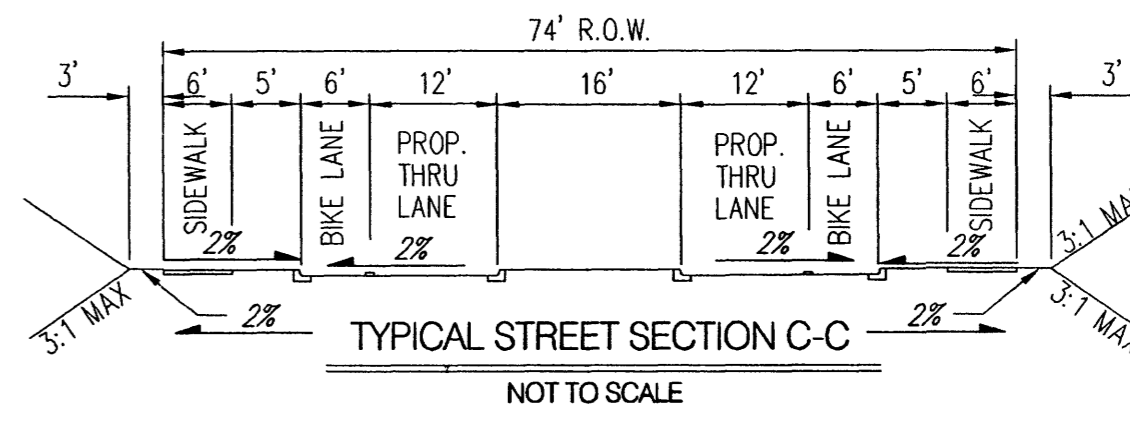 74' R.O.W.
3' 6' 5' 6' 12' 16' 12' 6' 5' 6' 3'
SIDEWALK
BIKE LANE
PROP.
THRU
LANE
PROP.
THRU
LANE
BIKE LANE
SIDEWALK
2% 2% 2% 2%
3:1 MAX
3:1 MAX
2% 2%
3:1 MAX
TYPICAL STREET SECTION C-C
NOT TO SCALE